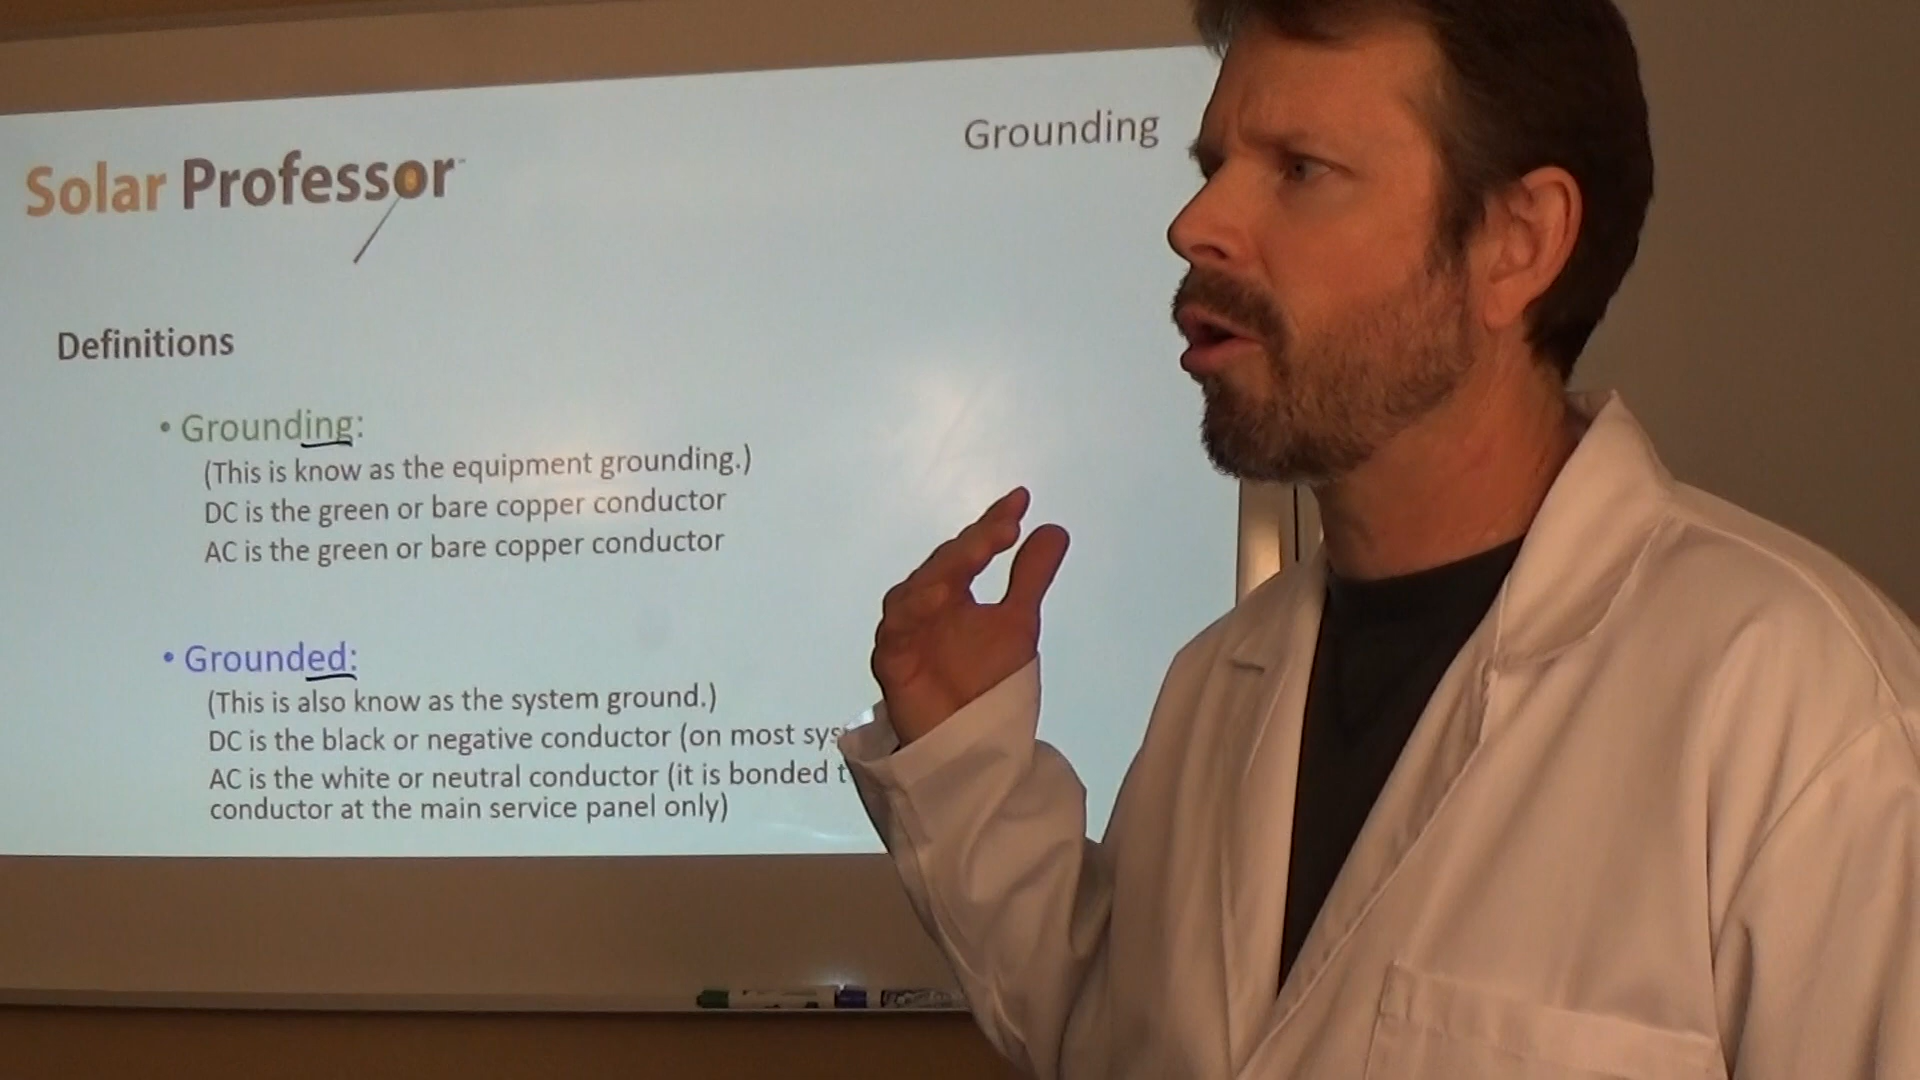 Grounding
Solar Professor
Definitions
• Grounding:
(This is know as the equipment grounding.)
DC is the green or bare copper conductor
AC is the green or bare copper conductor
• Grounded:
(This is also know as the system ground.)
DC is the black or negative conductor (on most
AC is the white or neutral conductor (it is bonded
conductor at the main service panel only)